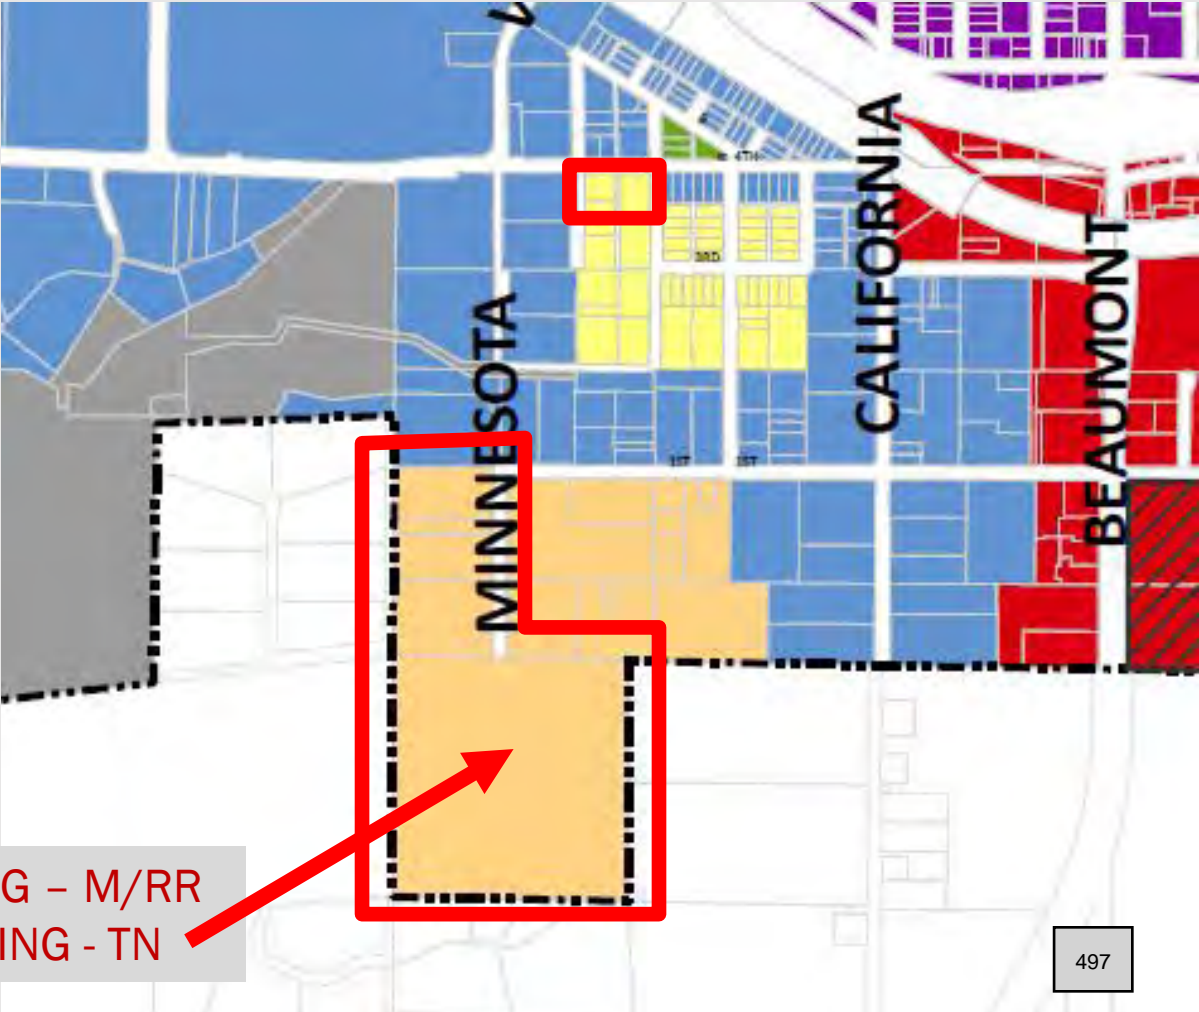 4TH
CALIFORNIA
BEAUMONT
3RD
MINNESOTA
1ST
1ST
G – M/RR
ING - TN
497